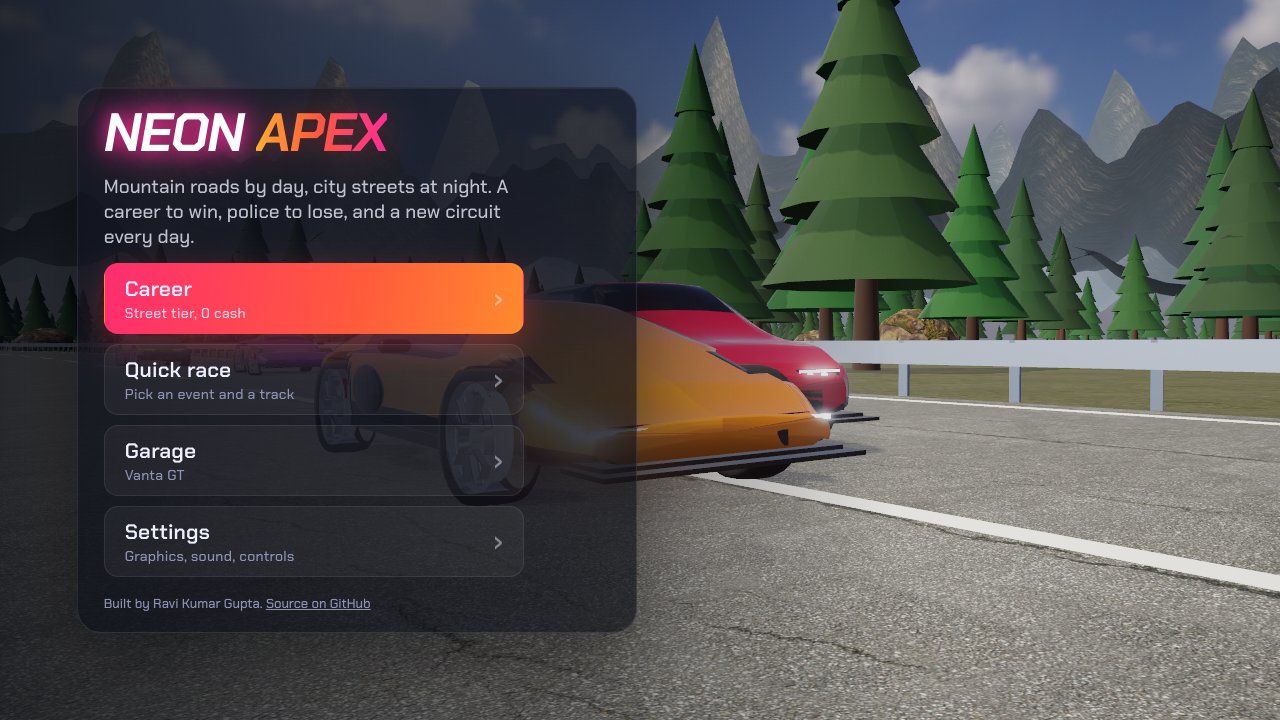 NEON APEX
Mountain roads by day, city streets at night. A
career to win, police to lose, and a new circuit
every day.
Career
Street tier, 0 cash
Quick race
Pick an event and a track
Garage
Vanta GT
Settings
Graphics, sound, controls
Built by Ravi Kumar Gupta. Source on GitHub